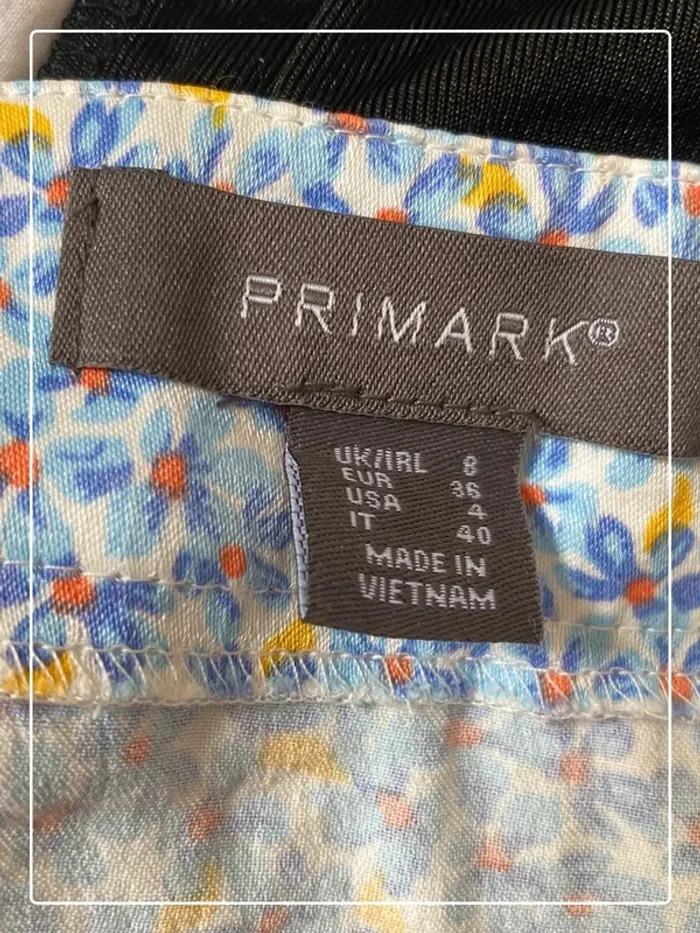 PRIMARK®
UK/IRL 8
EUR 36
USA 4
IT 40
MADE IN
VIETNAM